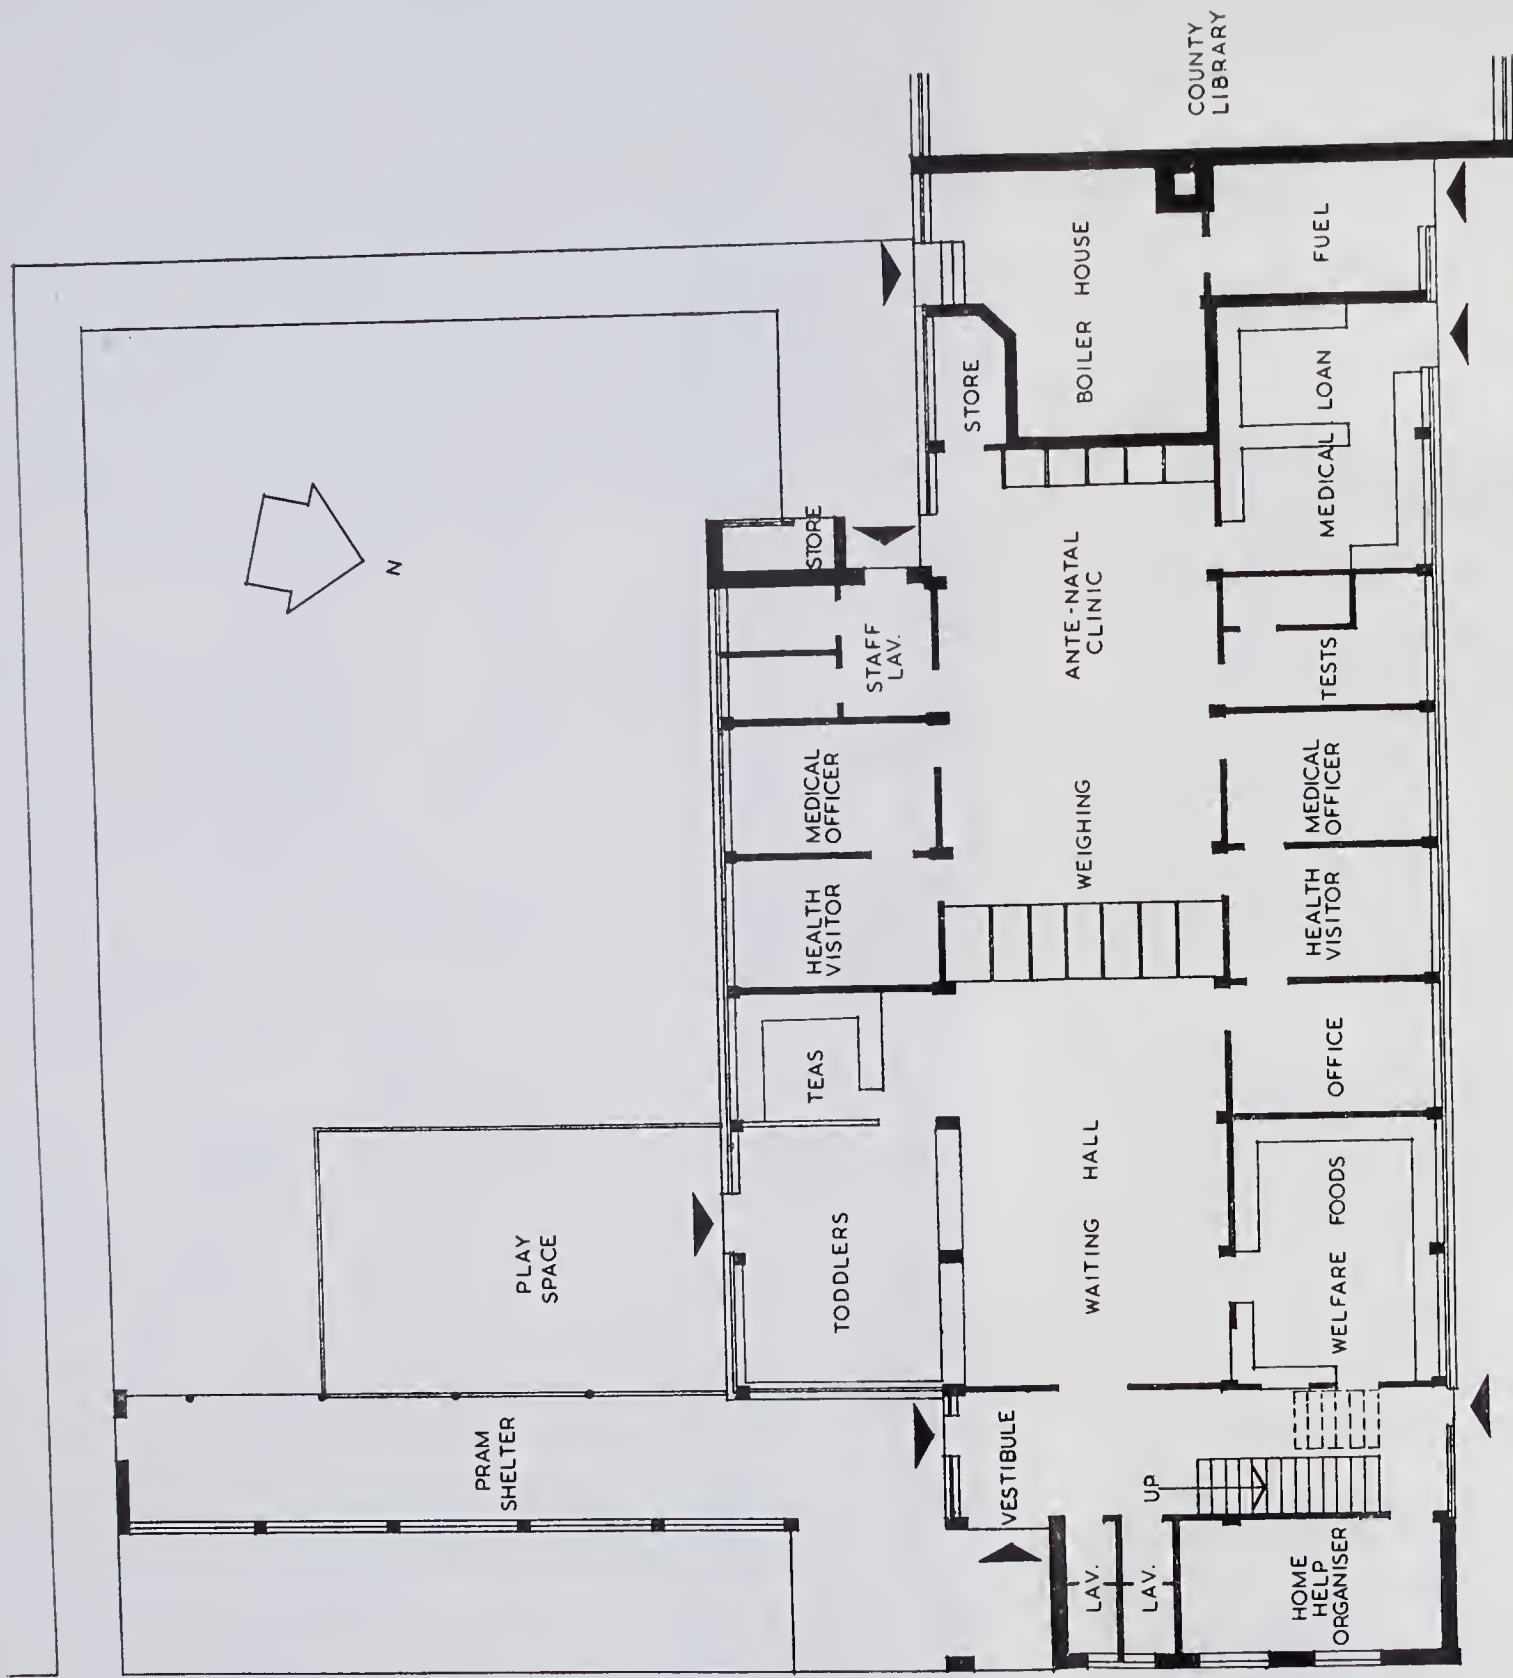 COUNTY
LIBRARY
N
STORE
BOILER HOUSE
FUEL
STORE
STAFF
LAV.
ANTE-NATAL
CLINIC
MEDICAL LOAN
TESTS
MEDICAL
OFFICER
WEIGHING
MEDICAL
OFFICER
HEALTH
VISITOR
HEALTH
VISITOR
TEAS
OFFICE
PLAY
SPACE
TODDLERS
WAITING HALL
WELFARE FOODS
PRAM
SHELTER
VESTIBULE
UP
LAV.
LAV.
HOME
HELP
ORGANISER